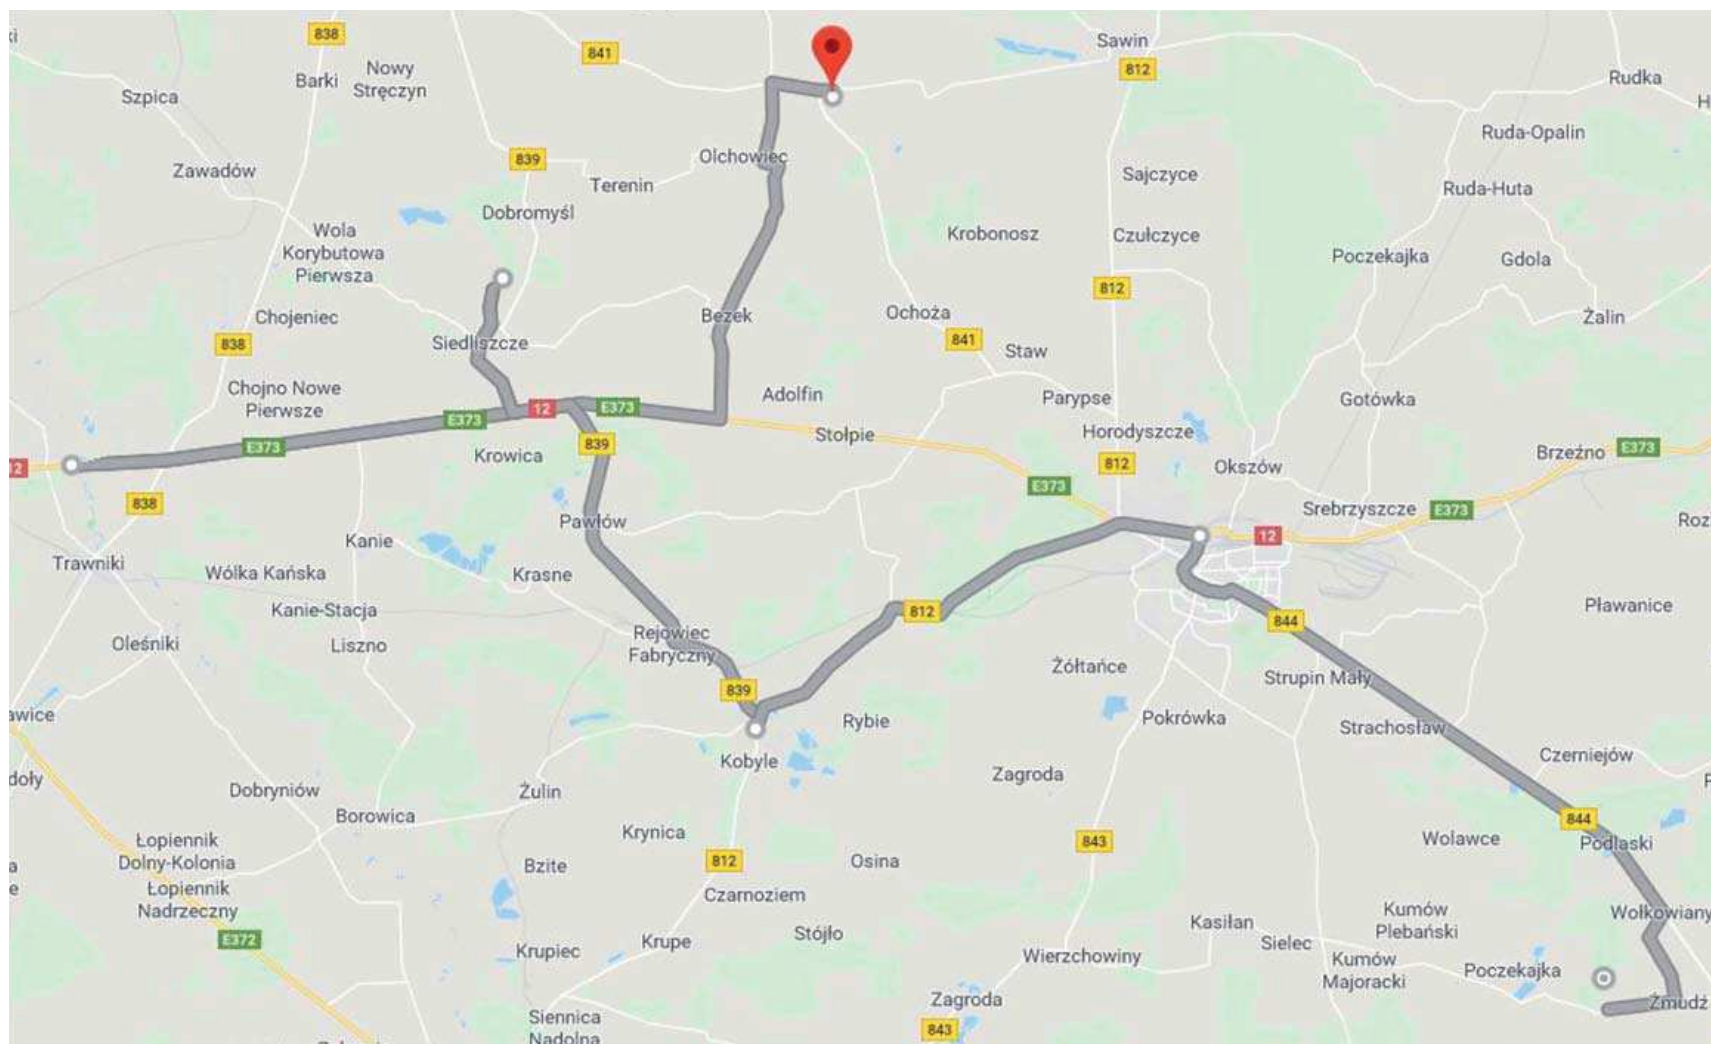 838
841
Sawin
812
Nowy
Stręczyn
Barki
Szpica
Rudka
Ruda-Opalin
839
Olchowiec
Zawadów
Terenin
Sajczyce
Ruda-Huta
Dobromyśl
Wola
Korybutowa
Pierwsza
Krobonosz
Czułczyce
Poczekajka
Gdola
812
Chojeniec
Bezek
Ochoża
Żalin
838
Siedliszcze
841
Staw
Chojno Nowe
Pierwsze
Adolfin
Parypse
Gotówka
E373
12
E373
E373
839
Stołpie
Horodyszcze
Krowica
812
Okszów
Brzeźno
E373
12
838
E373
Srebrzyszcze
E373
Roz
Pawłów
Kanie
12
Trawniki
Wólka Kańska
Krasne
Kanie-Stacja
812
844
Pławanice
Oleśniki
Liszno
Rejowiec
Fabryczny
Żółtańce
Strupin Mały
839
awice
Rybie
Pokrówka
Strachosław
Kobyle
Czerniejów
doły
Dobryniów
Żulin
Zagroda
Borowica
844
Łopiennik
Dolny-Kolonia
Krynica
843
Wolawce
Podlaski
Bzite
812
Osina
Łopiennik
Nadrzeczny
Czarnoziem
Kumów
Plebański
Wołkowiany
E372
Krupiec
Krupe
Stójło
Kasiłan
Sielec
Wierzchowiny
Kumów
Majoracki
Poczekajka
Zagroda
Żmudź
Siennica
Nadolna
843